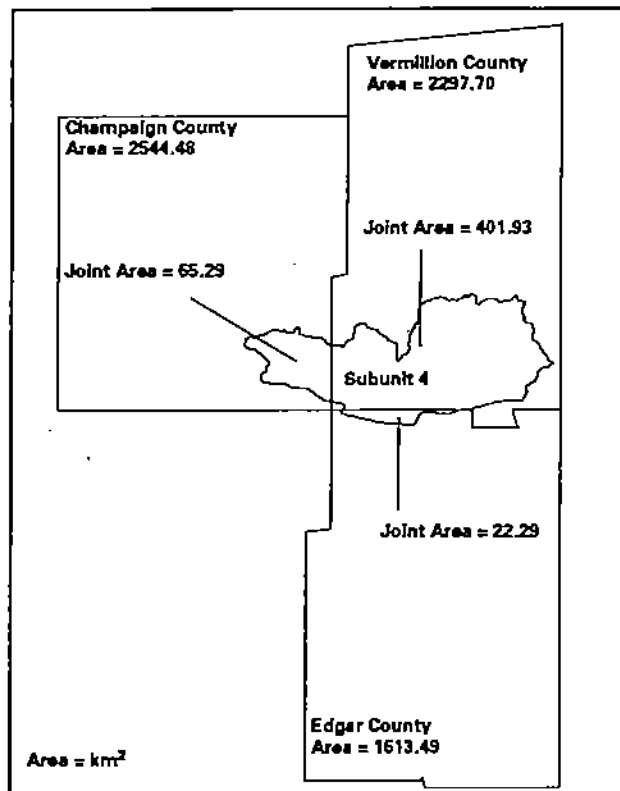 Vermillion County
Area = 2297.70
Champaign County
Area = 2544.48
Joint Area = 401.93
Joint Area = 65.29
Subunit 4
Joint Area = 22.29
Edgar County
Area = 1613.49
Area = km²